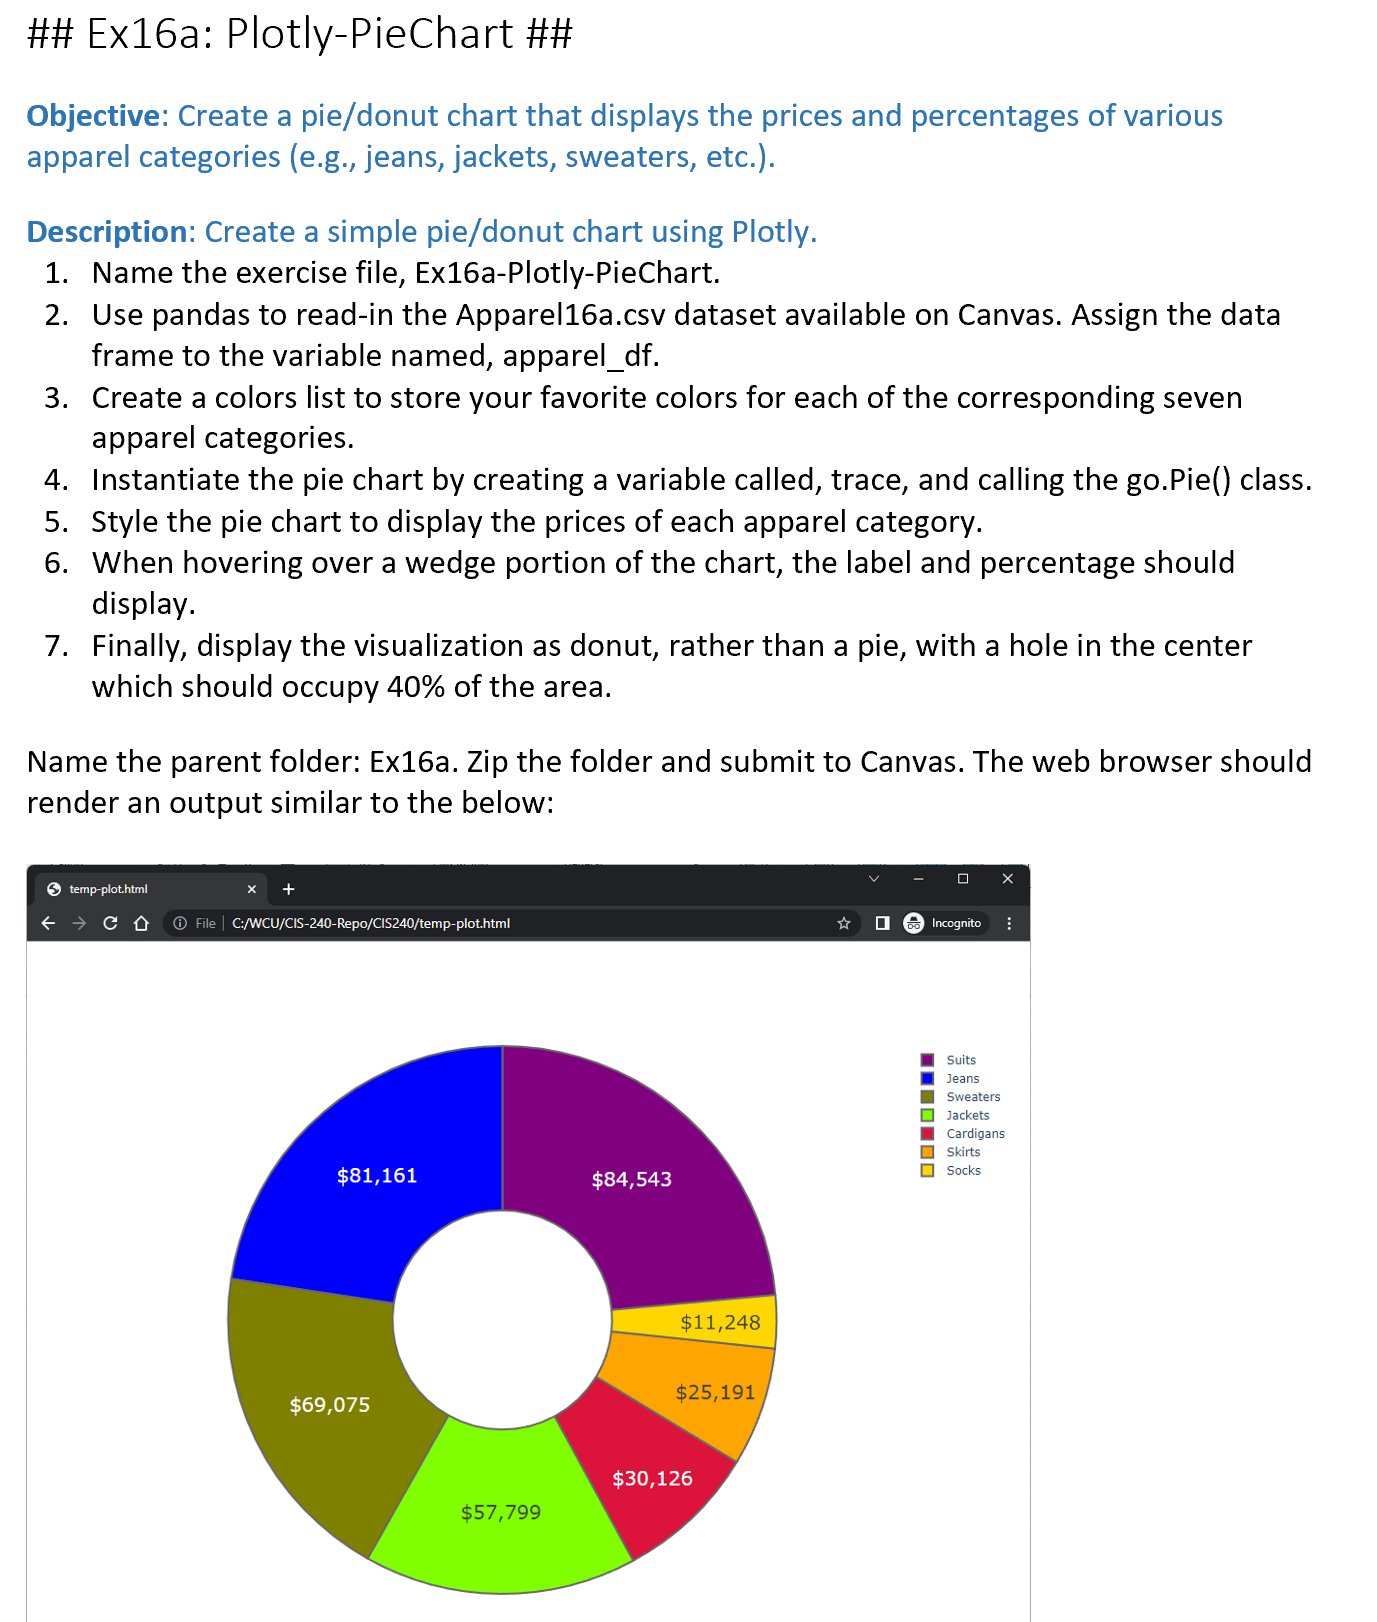 ## Ex16a: Plotly-PieChart ##
Objective: Create a pie/donut chart that displays the prices and percentages of various
apparel categories (e.g., jeans, jackets, sweaters, etc.).
Description: Create a simple pie/donut chart using Plotly.
1. Name the exercise file, Ex16a-Plotly-PieChart.
2. Use pandas to read-in the Apparel16a.csv dataset available on Canvas. Assign the data
frame to the variable named, apparel_df.
3. Create a colors list to store your favorite colors for each of the corresponding seven
apparel categories.
4. Instantiate the pie chart by creating a variable called, trace, and calling the go.Pie() class.
5. Style the pie chart to display the prices of each apparel category.
6. When hovering over a wedge portion of the chart, the label and percentage should
display.
7. Finally, display the visualization as donut, rather than a pie, with a hole in the center
which should occupy 40% of the area.
Name the parent folder: Ex16a. Zip the folder and submit to Canvas. The web browser should
render an output similar to the below:
temp-plot.html
File C:/WCU/CIS-240-Repo/CIS240/temp-plot.html Incognito
Suits
Jeans
Sweaters
Jackets
Cardigans
Skirts
Socks
$81,161
$84,543
$11,248
$25,191
$69,075
$30,126
$57,799